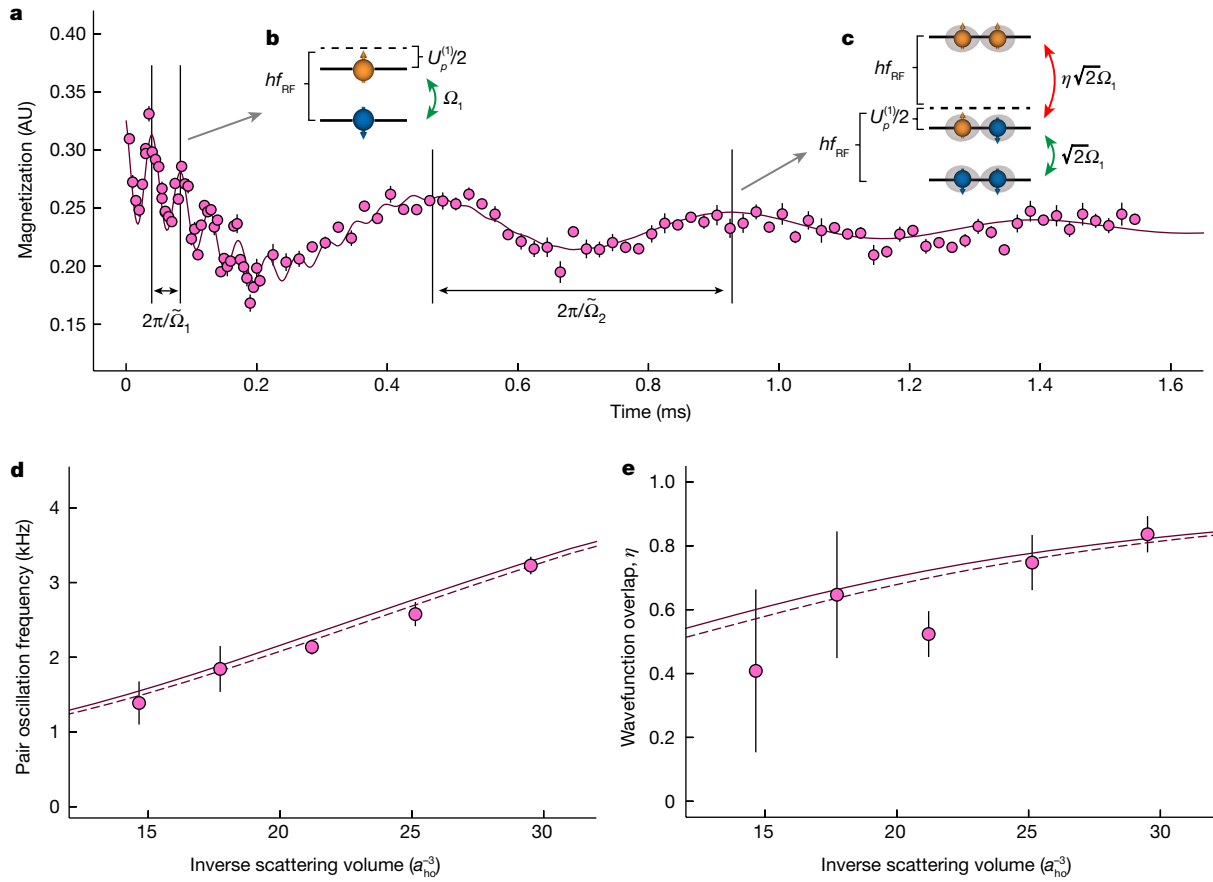 a
0.40
0.35
0.30
0.25
0.20
0.15
Magnetization (AU)
b
hf_RF
U_p^(1)/2
Ω_1
c
hf_RF
η√2Ω_1
U_p^(1)/2
hf_RF
√2Ω_1
2π/Ω̃_1
2π/Ω̃_2
0 0.2 0.4 0.6 0.8 1.0 1.2 1.4 1.6
Time (ms)
d
4
3
2
1
0
Pair oscillation frequency (kHz)
15 20 25 30
Inverse scattering volume (a_ho^–3)
e
1.0
0.8
0.6
0.4
0.2
0
Wavefunction overlap, η
15 20 25 30
Inverse scattering volume (a_ho^–3)